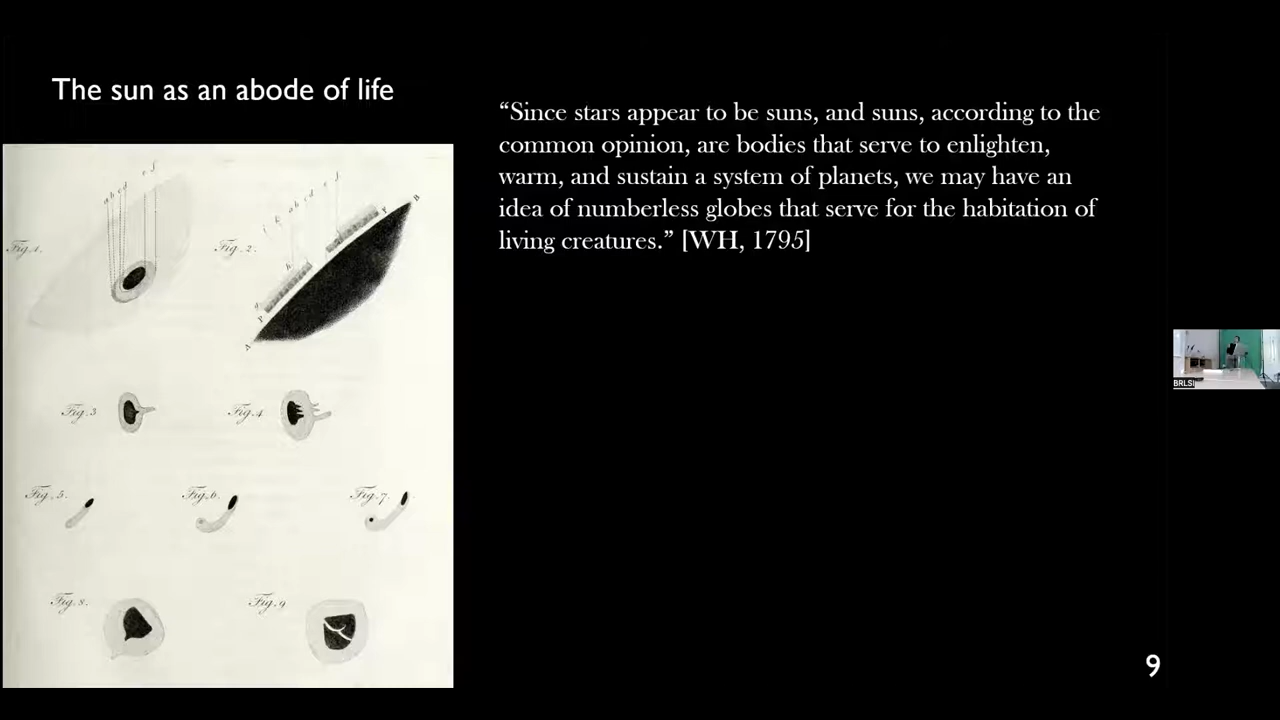 The sun as an abode of life
“Since stars appear to be suns, and suns, according to the
common opinion, are bodies that serve to enlighten,
warm, and sustain a system of planets, we may have an
idea of numberless globes that serve for the habitation of
living creatures.” [WH, 1795]
Fig. 1.
Fig. 2.
A
B
Fig. 3
Fig. 4
Fig. 5.
Fig. 6.
Fig. 7.
Fig. 8.
Fig. 9
BRLSI
9